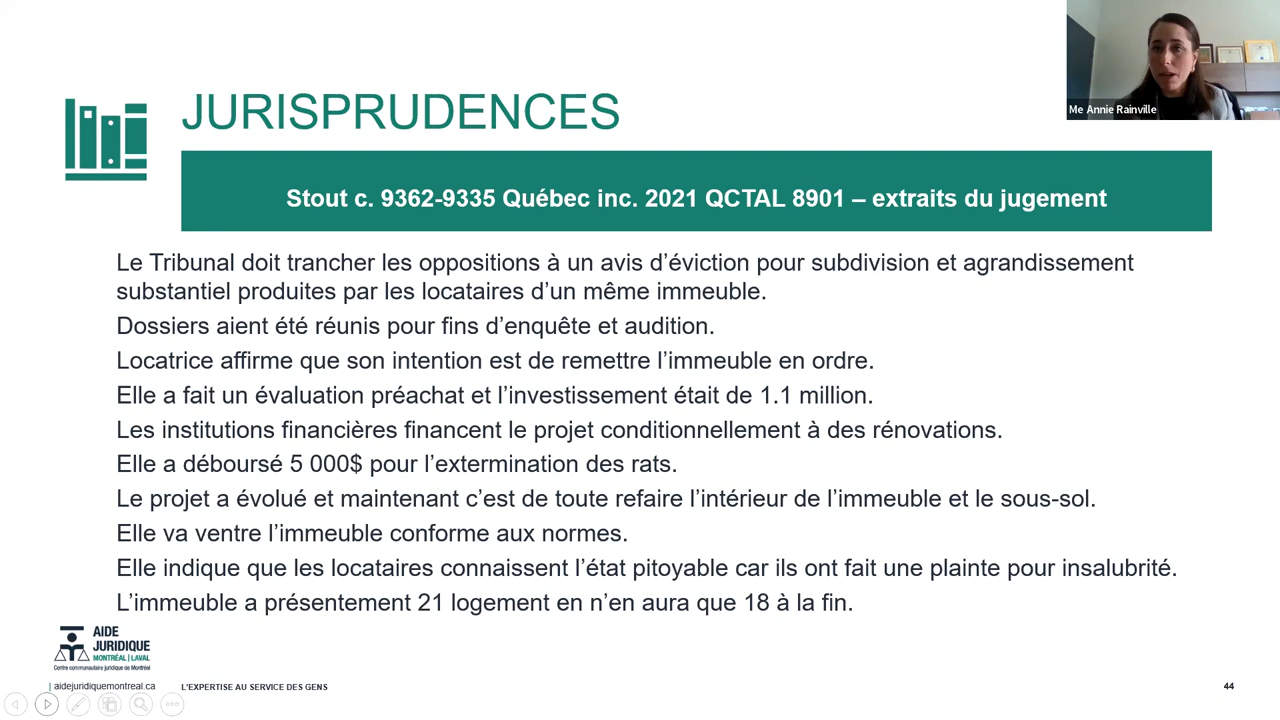 Me Annie Rainville
JURISPRUDENCES
Stout c. 9362-9335 Québec inc. 2021 QCTAL 8901 – extraits du jugement
Le Tribunal doit trancher les oppositions à un avis d’éviction pour subdivision et agrandissement
substantiel produites par les locataires d’un même immeuble.
Dossiers aient été réunis pour fins d’enquête et audition.
Locatrice affirme que son intention est de remettre l’immeuble en ordre.
Elle a fait un évaluation préachat et l’investissement était de 1.1 million.
Les institutions financières financent le projet conditionnellement à des rénovations.
Elle a déboursé 5 000$ pour l’extermination des rats.
Le projet a évolué et maintenant c’est de toute refaire l’intérieur de l’immeuble et le sous-sol.
Elle va ventre l’immeuble conforme aux normes.
Elle indique que les locataires connaissent l’état pitoyable car ils ont fait une plainte pour insalubrité.
L’immeuble a présentement 21 logement en n’en aura que 18 à la fin.
AIDE
JURIDIQUE
MONTRÉAL | LAVAL
Centre communautaire juridique de Montréal
| aidejuridiquemontreal.ca
L'EXPERTISE AU SERVICE DES GENS
44